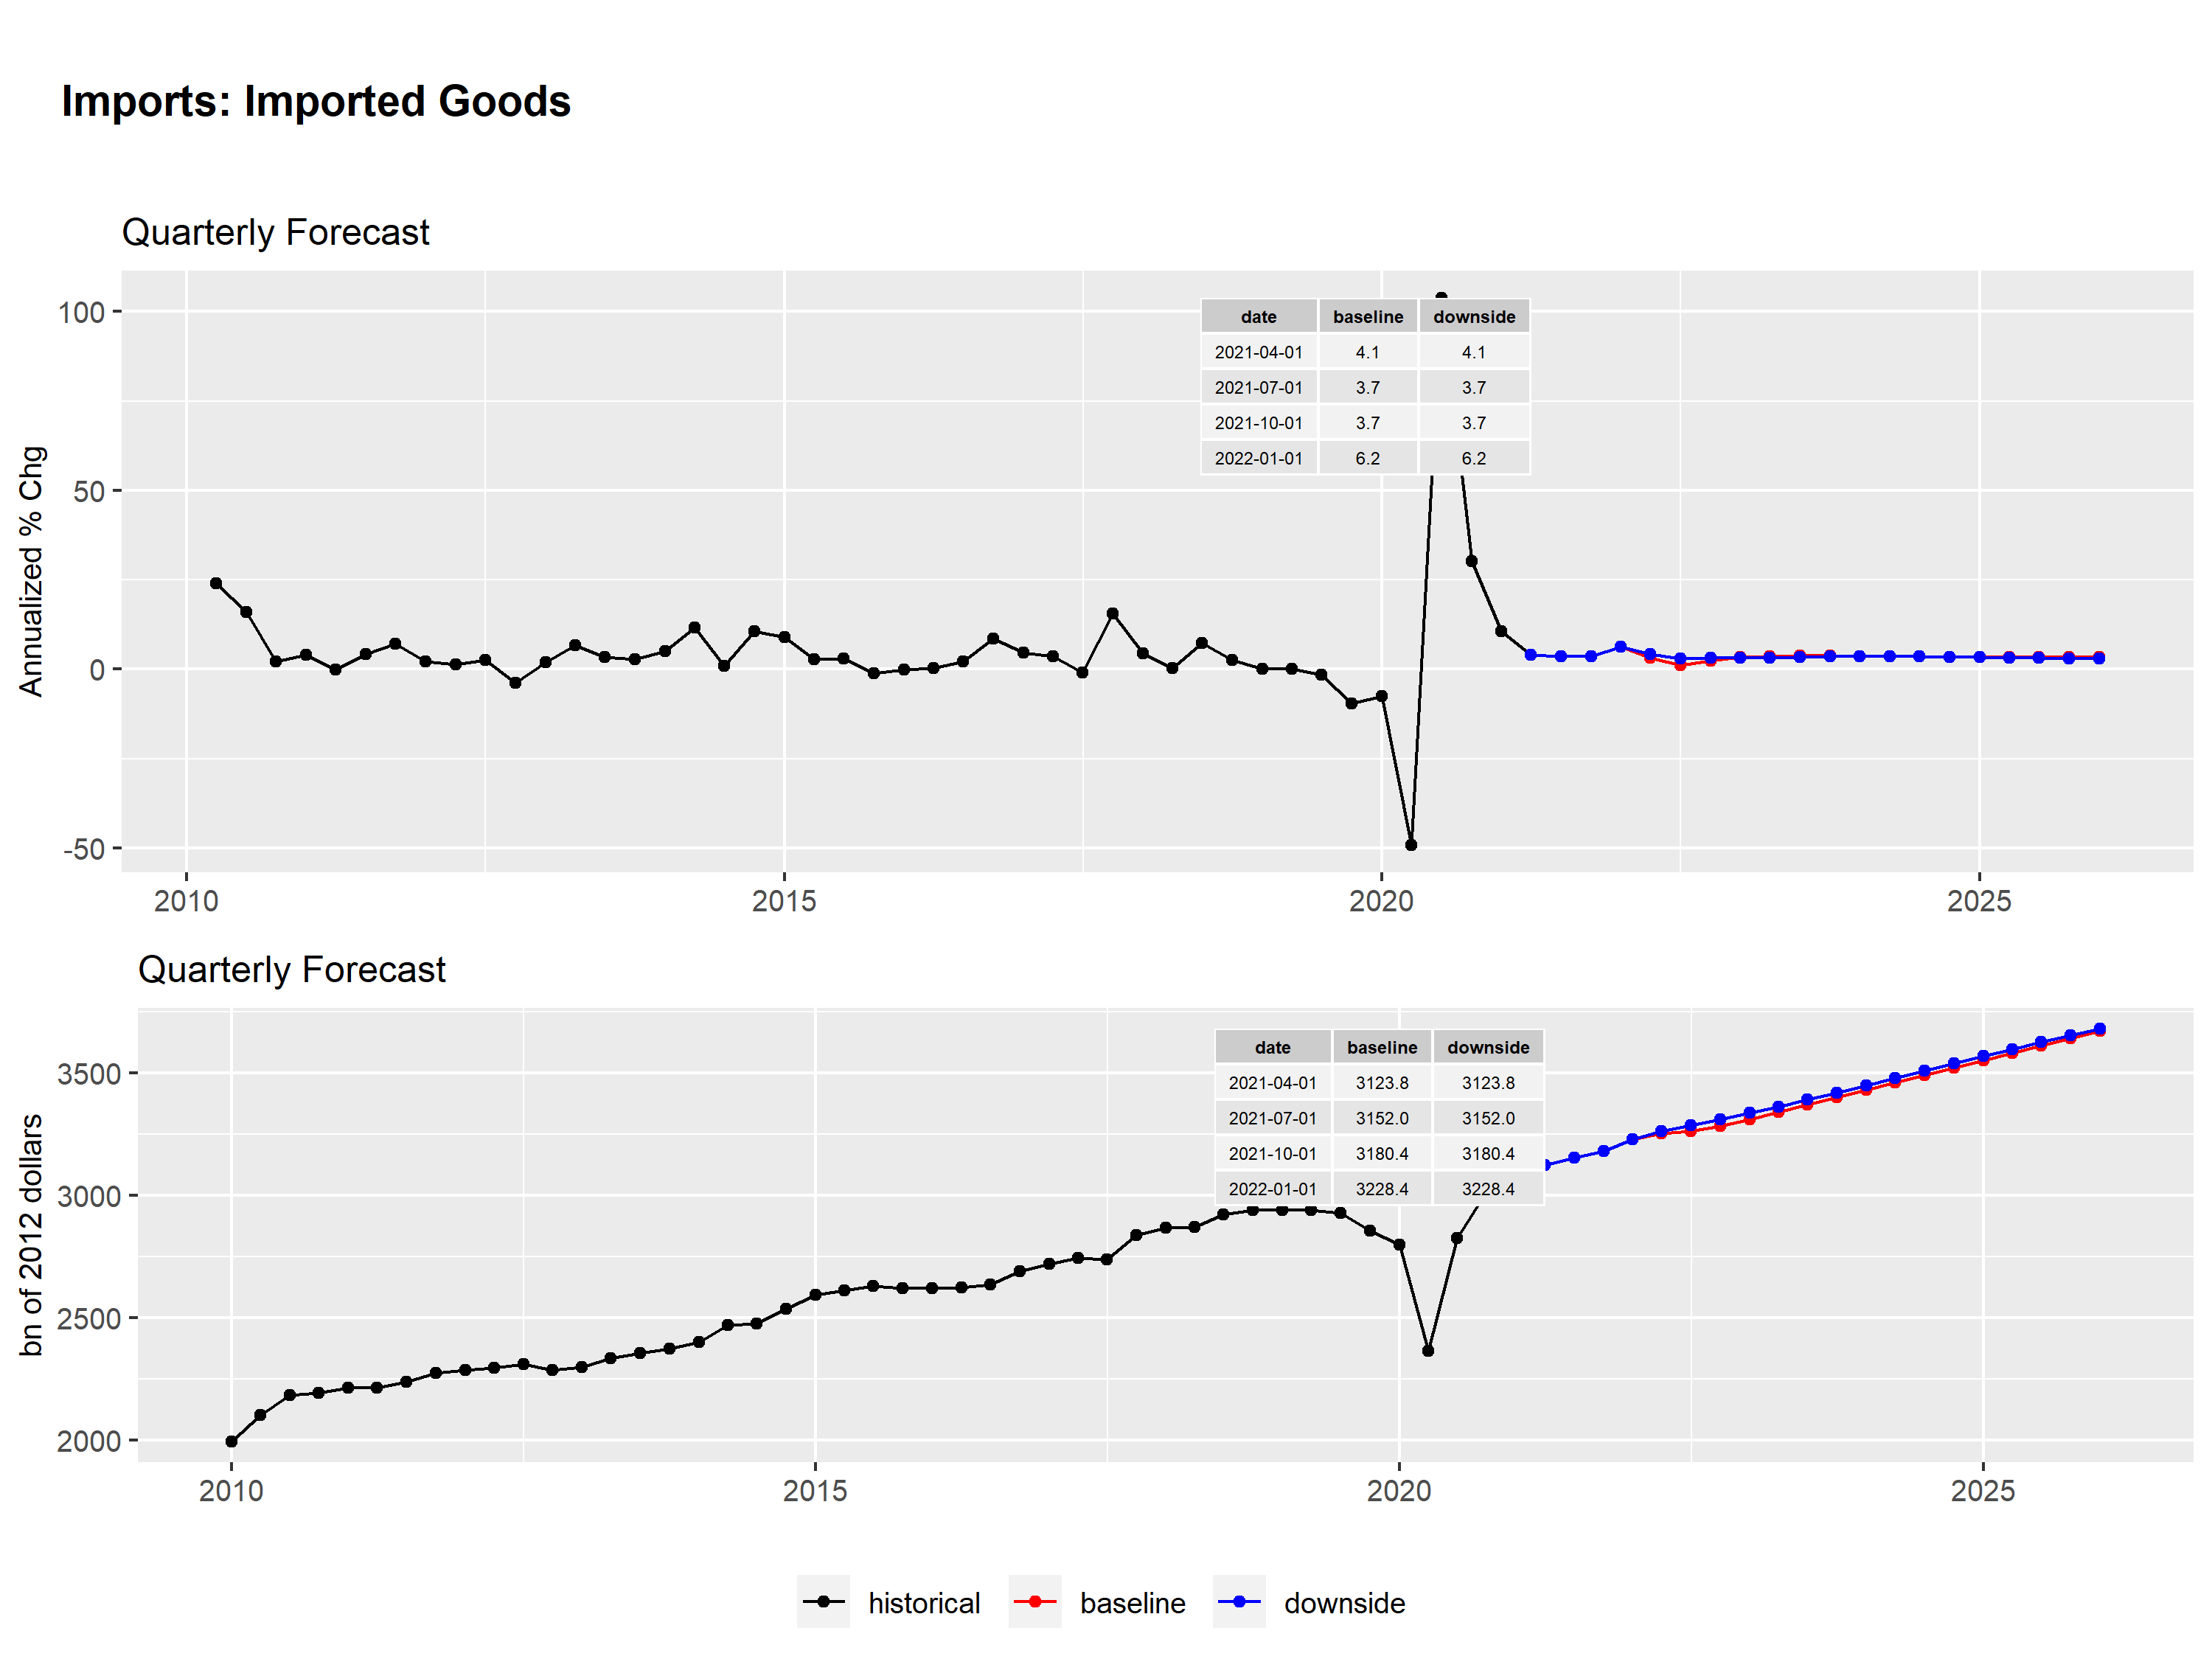 Imports: Imported Goods
Quarterly Forecast
Annualized % Chg
100
50
0
-50
date baseline downside
2021-04-01 4.1 4.1
2021-07-01 3.7 3.7
2021-10-01 3.7 3.7
2022-01-01 6.2 6.2
2010 2015 2020 2025
Quarterly Forecast
bn of 2012 dollars
3500
3000
2500
2000
date baseline downside
2021-04-01 3123.8 3123.8
2021-07-01 3152.0 3152.0
2021-10-01 3180.4 3180.4
2022-01-01 3228.4 3228.4
2010 2015 2020 2025
historical baseline downside